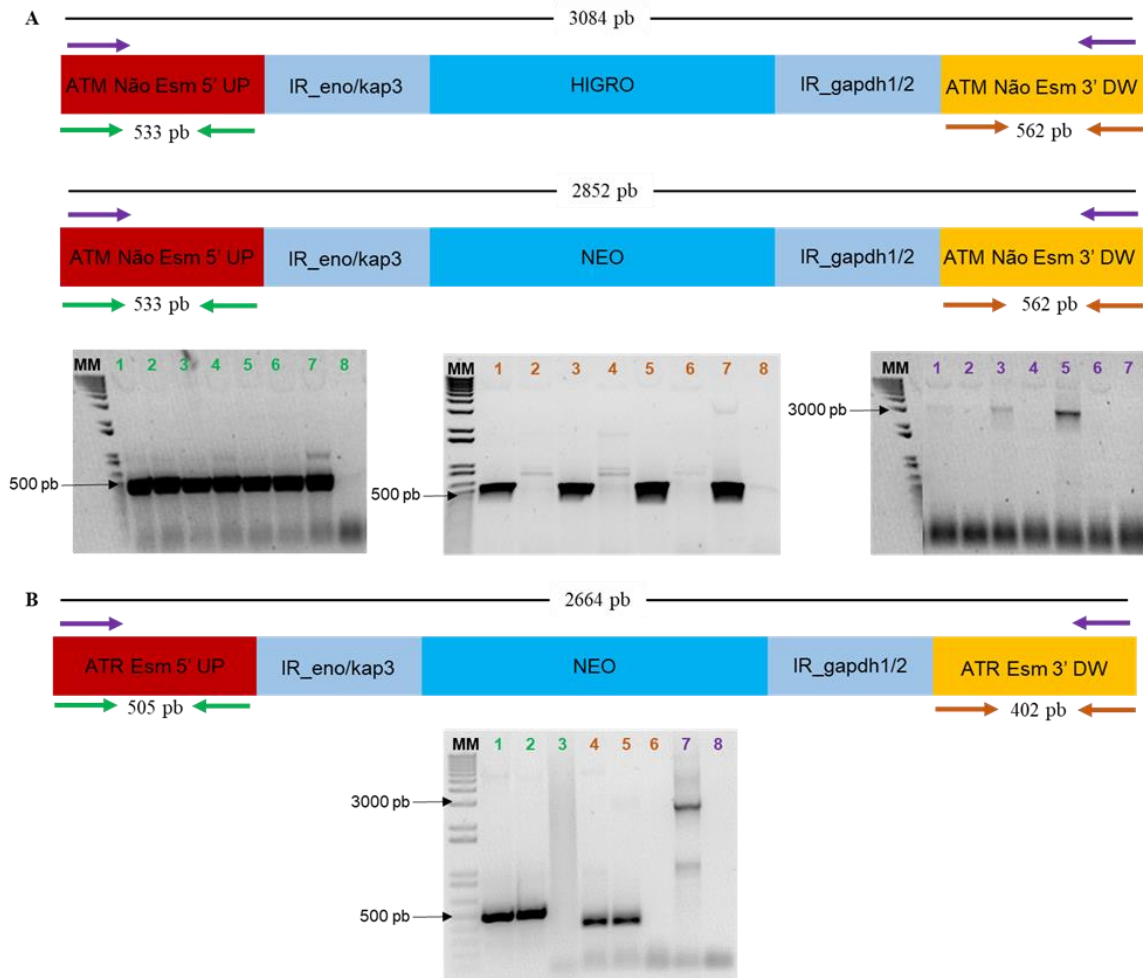 A
3084 pb
ATM Não Esm 5' UP IR_eno/kap3 HIGRO IR_gapdh1/2 ATM Não Esm 3' DW
533 pb 562 pb
2852 pb
ATM Não Esm 5' UP IR_eno/kap3 NEO IR_gapdh1/2 ATM Não Esm 3' DW
533 pb 562 pb
MM 1 2 3 4 5 6 7 8
500 pb
MM 1 2 3 4 5 6 7 8
500 pb
MM 1 2 3 4 5 6 7
3000 pb
B
2664 pb
ATR Esm 5' UP IR_eno/kap3 NEO IR_gapdh1/2 ATR Esm 3' DW
505 pb 402 pb
MM 1 2 3 4 5 6 7 8
3000 pb
500 pb